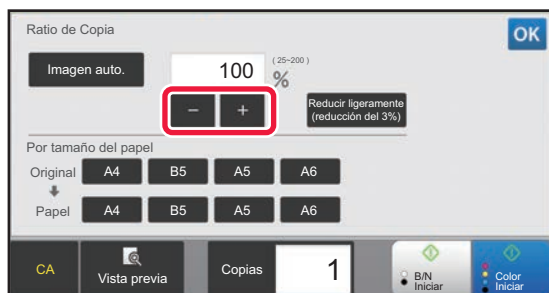 Ratio de Copia
OK
Imagen auto.
100
(25~200)
%
− +
Reducir ligeramente
(reducción del 3%)
Por tamaño del papel
Original A4 B5 A5 A6
Papel A4 B5 A5 A6
CA
Vista previa
Copias 1
B/N
Iniciar
Color
Iniciar